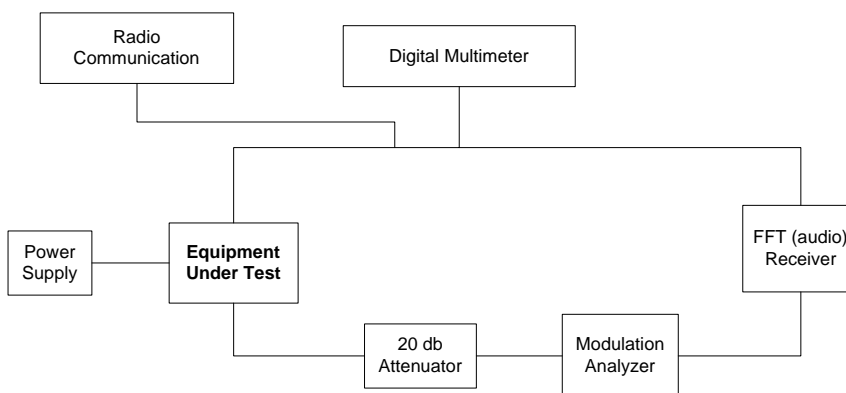 Radio
Communication
Digital Multimeter
Power
Supply
Equipment
Under Test
FFT (audio)
Receiver
20 db
Attenuator
Modulation
Analyzer